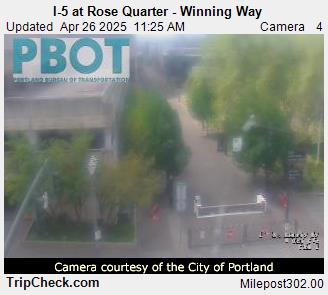 I-5 at Rose Quarter - Winning Way
Updated Apr 26 2025 11:25 AM Camera 4
PBOT
PORTLAND BUREAU OF TRANSPORTATION
Camera courtesy of the City of Portland
TripCheck.com Milepost302.00